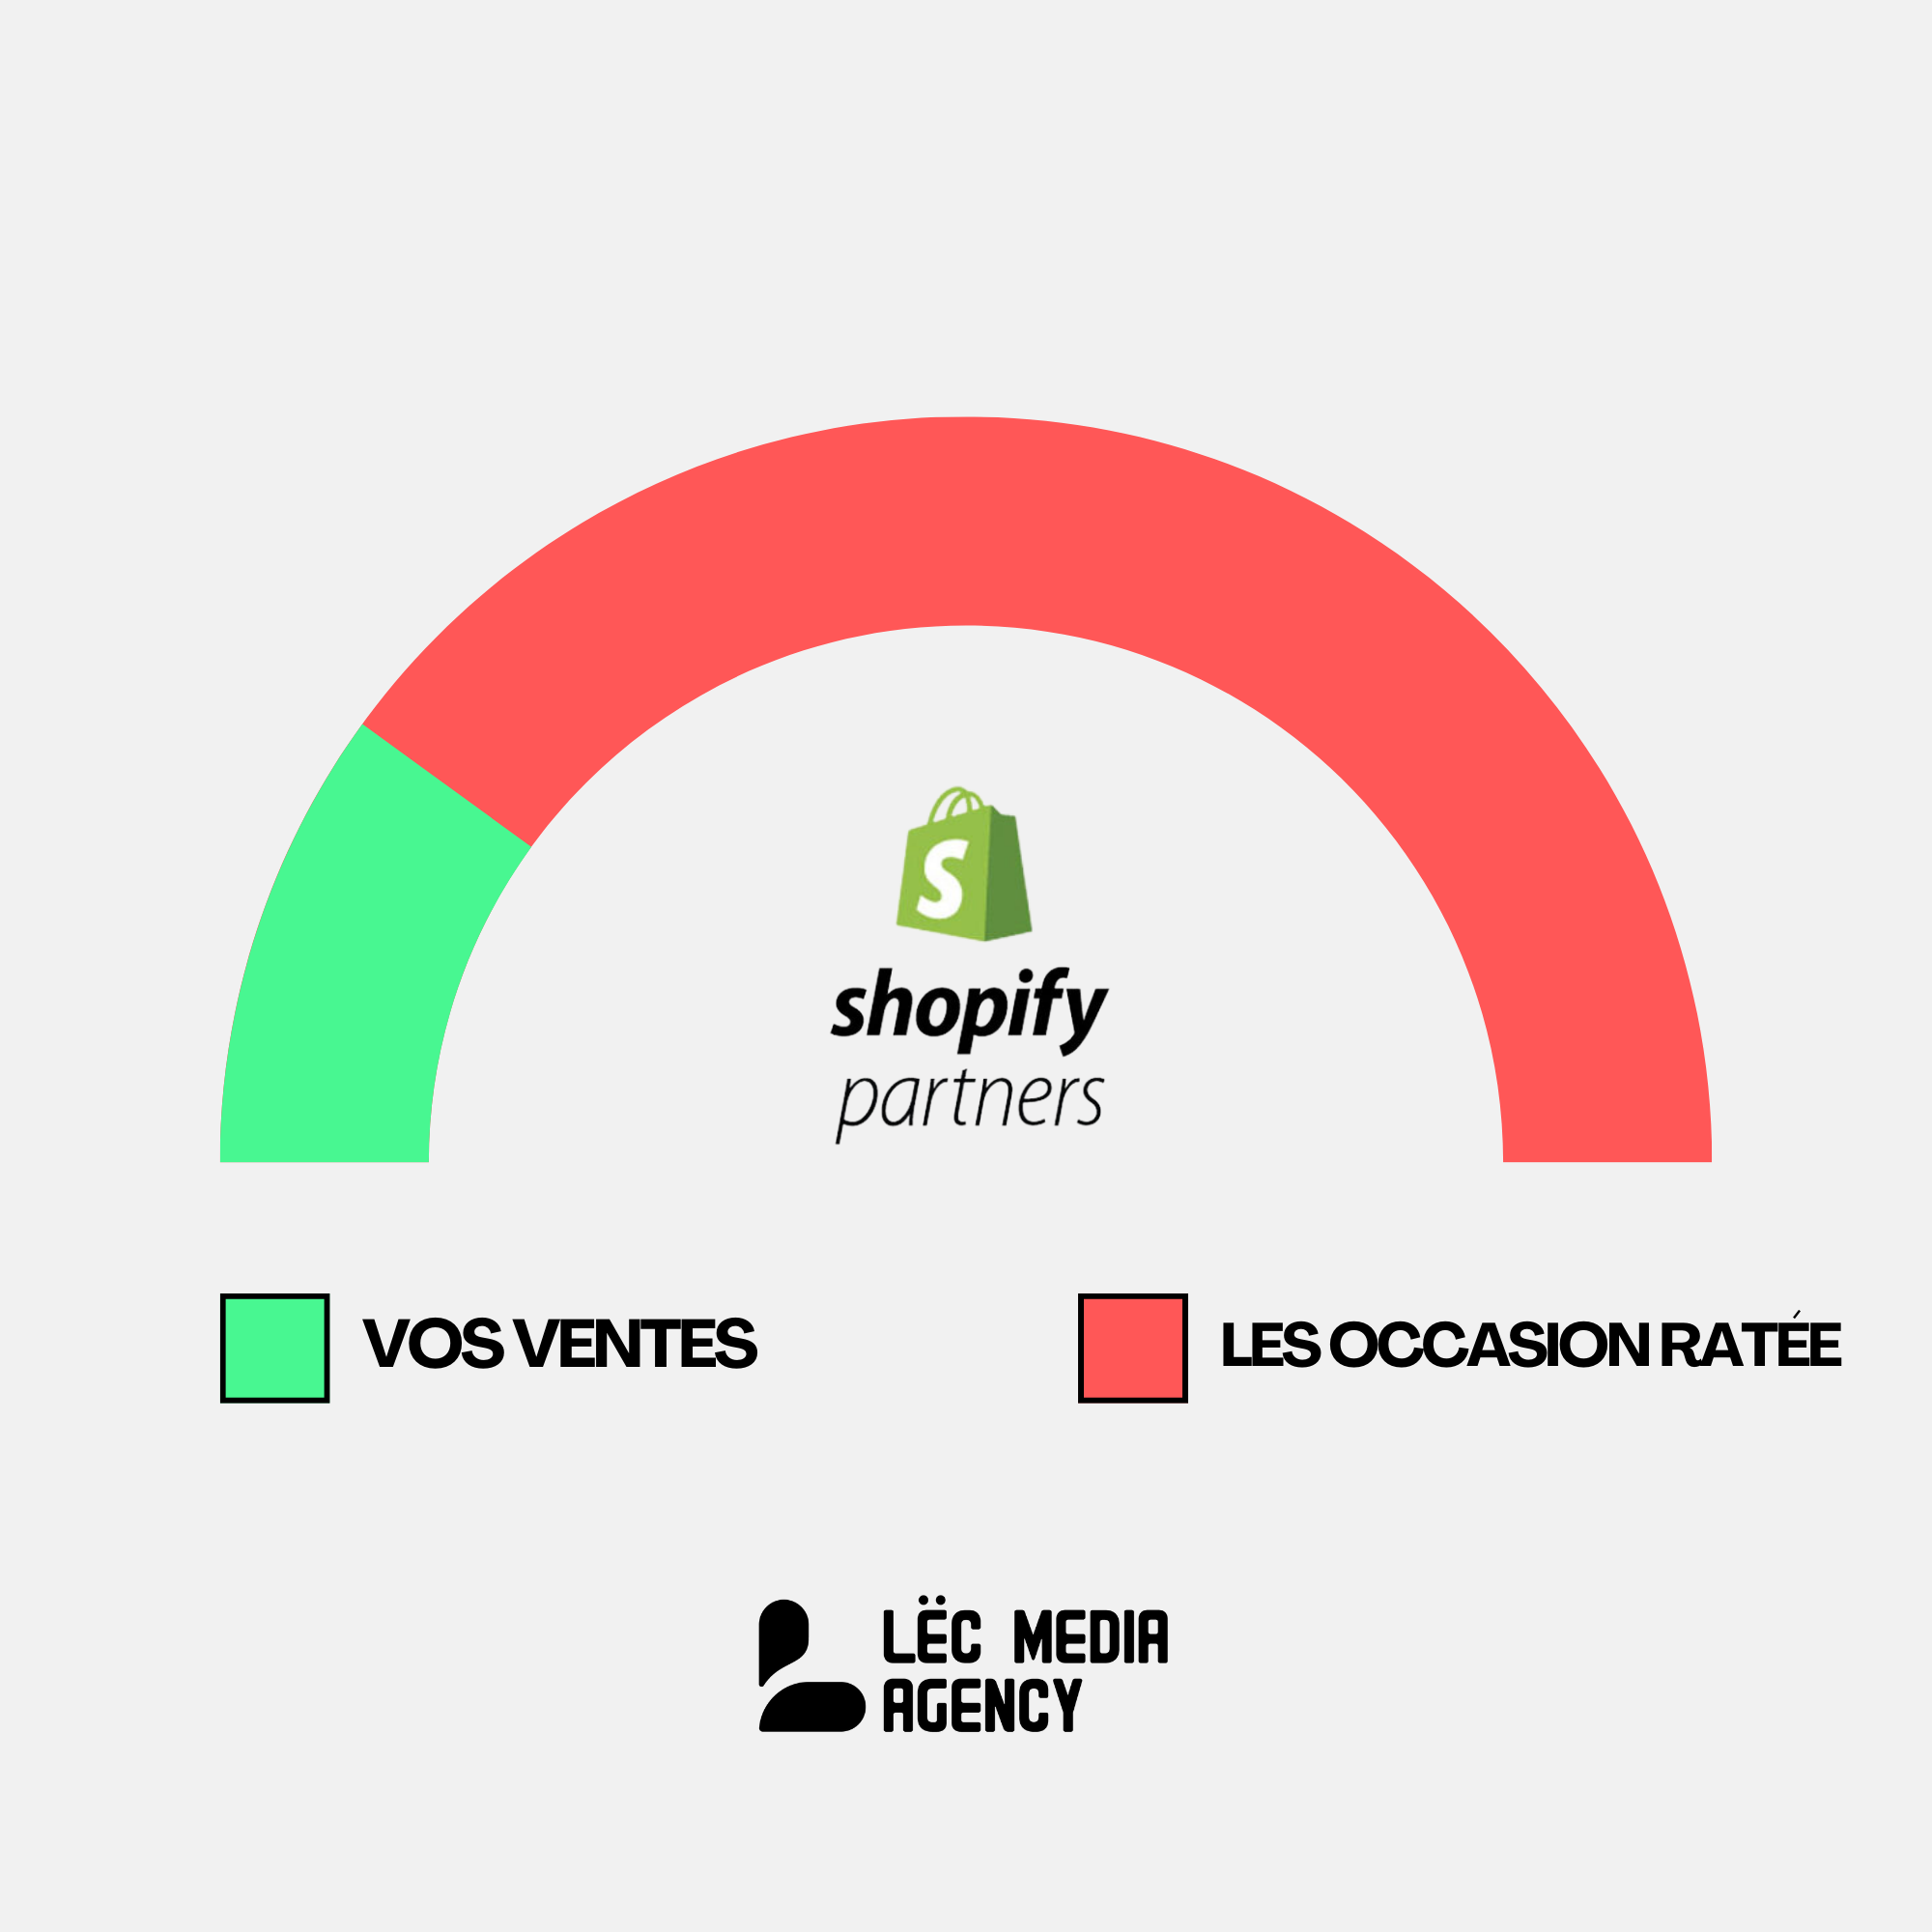 S
shopify
partners
VOS VENTES
LES OCCASION RATÉE
LËC MEDIA
AGENCY